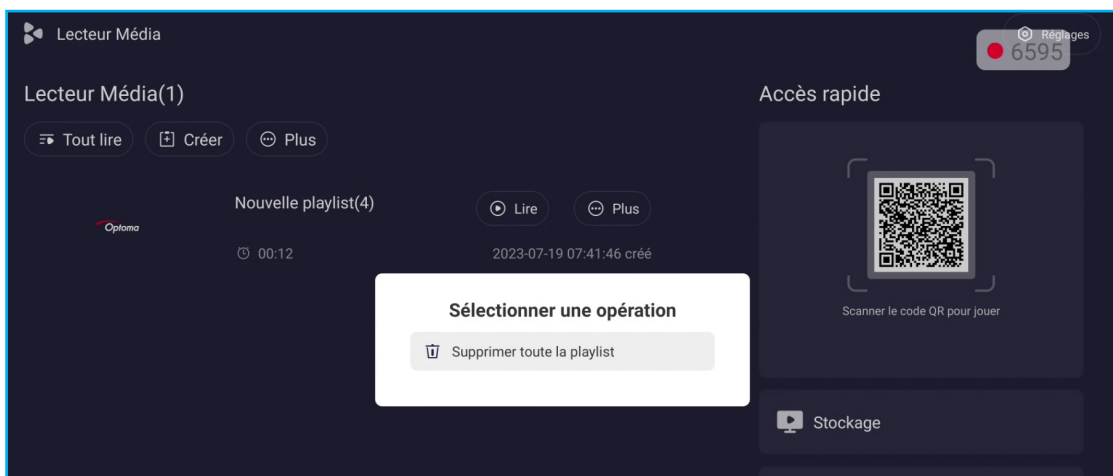 Lecteur Média
Réglages
6595
Lecteur Média(1)
Accès rapide
Tout lire
Créer
Plus
Nouvelle playlist(4)
Lire
Plus
Optoma
00:12
2023-07-19 07:41:46 créé
Sélectionner une opération
Supprimer toute la playlist
Scanner le code QR pour jouer
Stockage